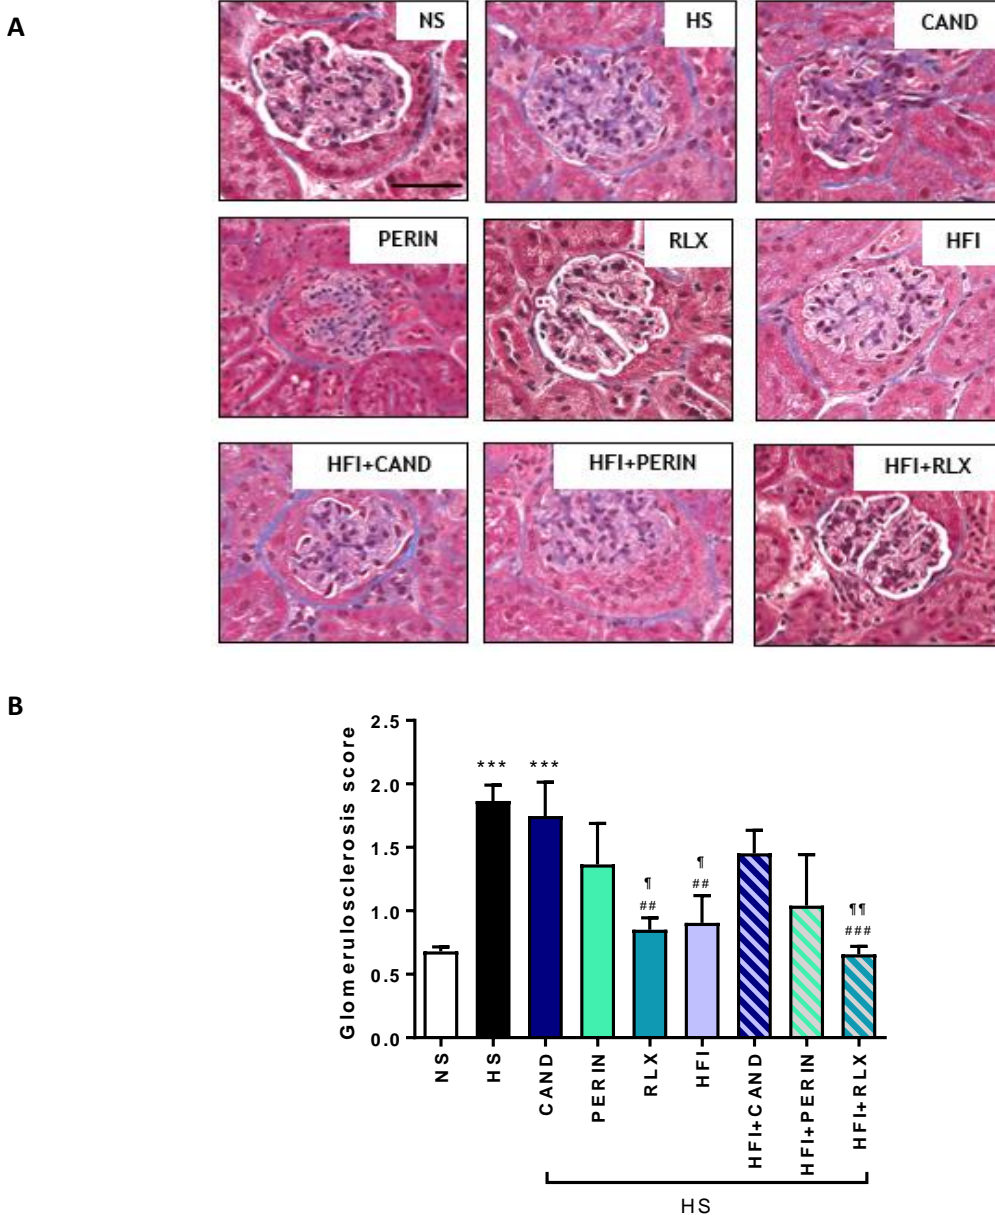 A
NS
HS
CAND
PERIN
RLX
HFI
HFI+CAND
HFI+PERIN
HFI+RLX
B
Glomerulosclerosis score
2.5
2.0
1.5
1.0
0.5
0.0
***
***
¶
##
¶
##
¶¶
###
NS
HS
CAND
PERIN
RLX
HFI
HFI+CAND
HFI+PERIN
HFI+RLX
HS